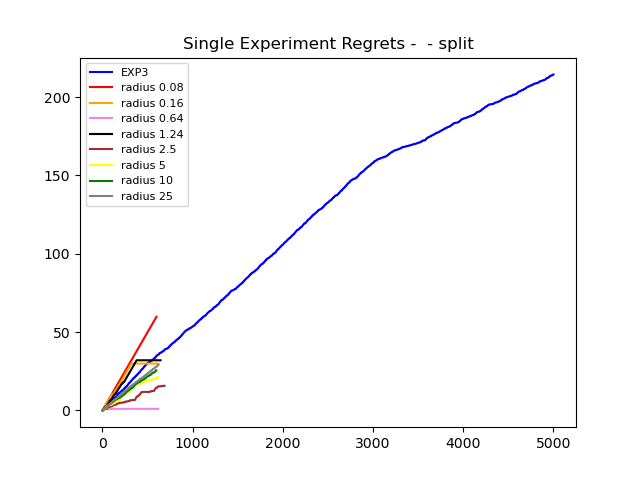 Single Experiment Regrets -  - split
EXP3
radius 0.08
radius 0.16
radius 0.64
radius 1.24
radius 2.5
radius 5
radius 10
radius 25
200
150
100
50
0
0 1000 2000 3000 4000 5000